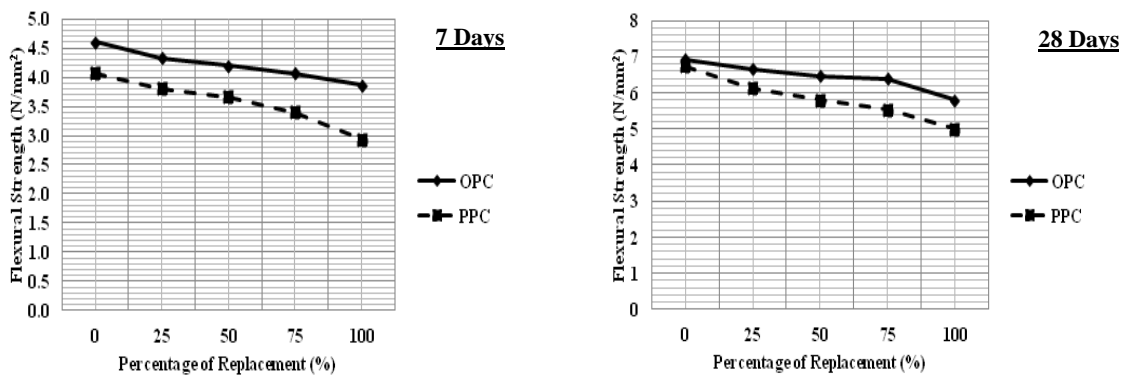 7 Days
Flexural Strength (N/mm²)
5.0
4.5
4.0
3.5
3.0
2.5
2.0
1.5
1.0
0.5
0.0
0 25 50 75 100
Percentage of Replacement (%)
OPC
PPC
28 Days
Flexural Strength (N/mm²)
8
7
6
5
4
3
2
1
0
0 25 50 75 100
Percentage of Replacement (%)
OPC
PPC